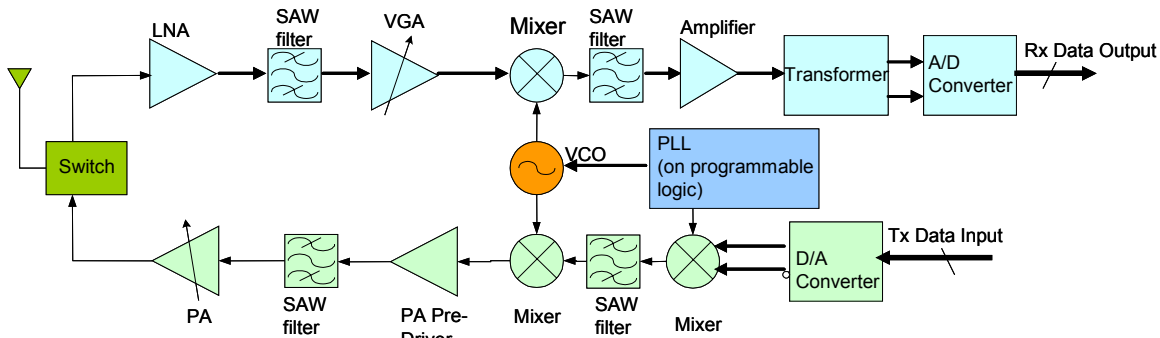 LNA
SAW
filter
VGA
Mixer
SAW
filter
Amplifier
Transformer
A/D
Converter
Rx Data Output
Switch
VCO
PLL
(on programmable
logic)
Tx Data Input
D/A
Converter
PA
SAW
filter
PA Pre-
Driver
Mixer
SAW
filter
Mixer